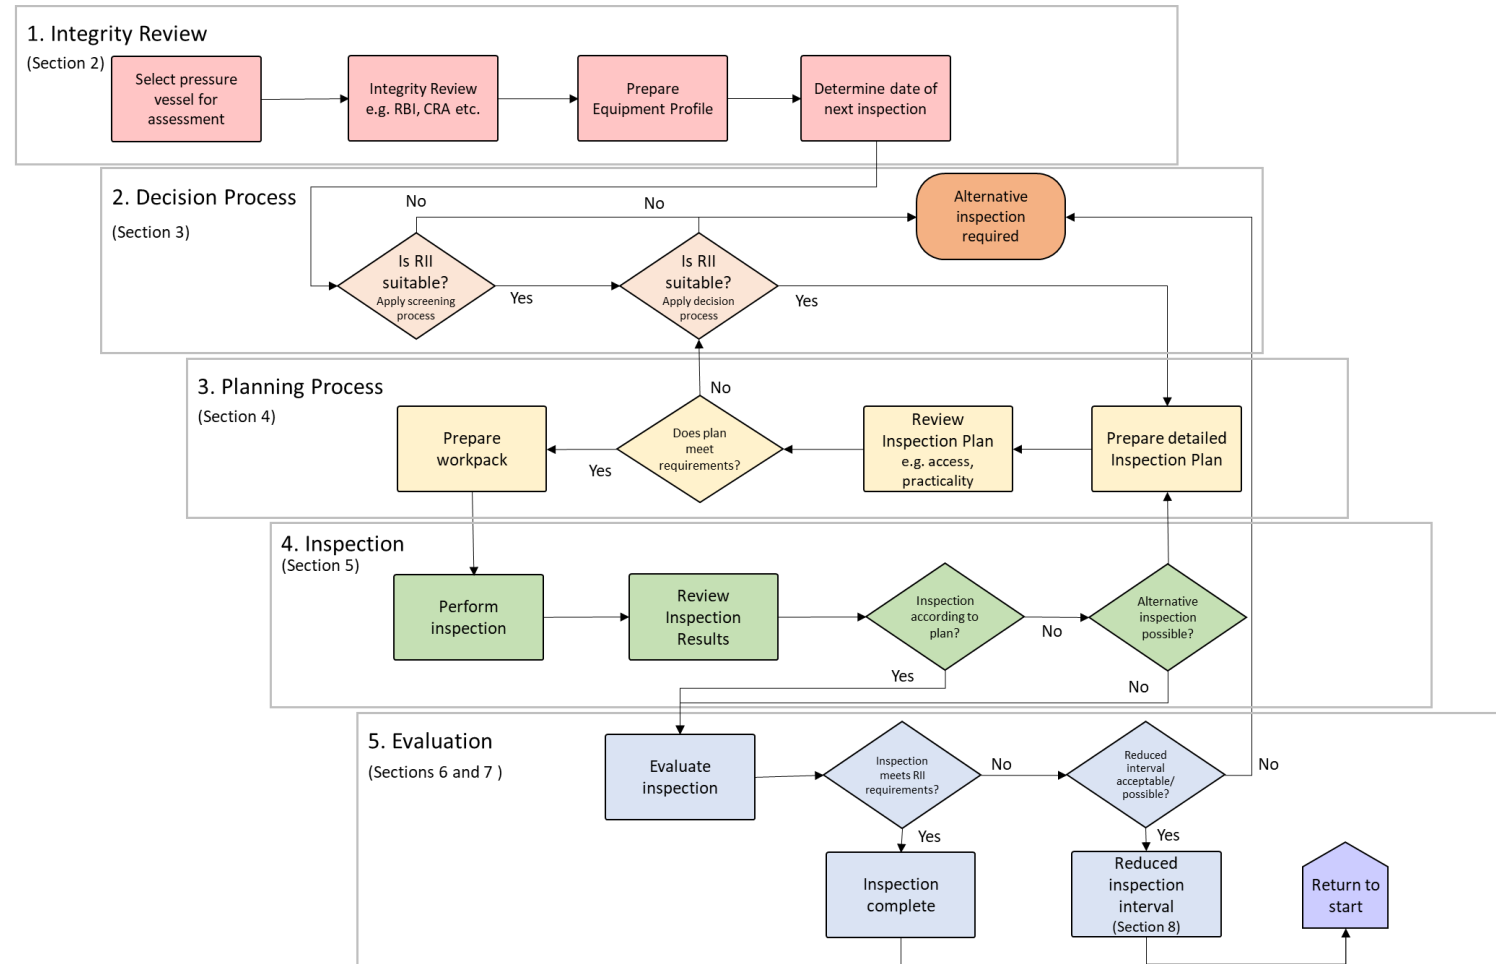 1. Integrity Review
(Section 2)
Select pressure
vessel for
assessment
Integrity Review
e.g. RBI, CRA etc.
Prepare
Equipment Profile
Determine date of
next inspection
2. Decision Process
(Section 3)
No
No
Alternative
inspection
required
Is RII
suitable?
Apply screening
process
Yes
Is RII
suitable?
Apply decision
process
Yes
3. Planning Process
(Section 4)
No
Prepare
workpack
Yes
Does plan
meet
requirements?
Review
Inspection Plan
e.g. access,
practicality
Prepare detailed
Inspection Plan
4. Inspection
(Section 5)
Perform
inspection
Review
Inspection
Results
Inspection
according to
plan?
No
Alternative
inspection
possible?
Yes
No
5. Evaluation
(Sections 6 and 7 )
Evaluate
inspection
Inspection
meets RII
requirements?
No
Reduced
interval
acceptable/
possible?
No
Yes
Yes
Inspection
complete
Reduced
inspection
interval
(Section 8)
Return to
start